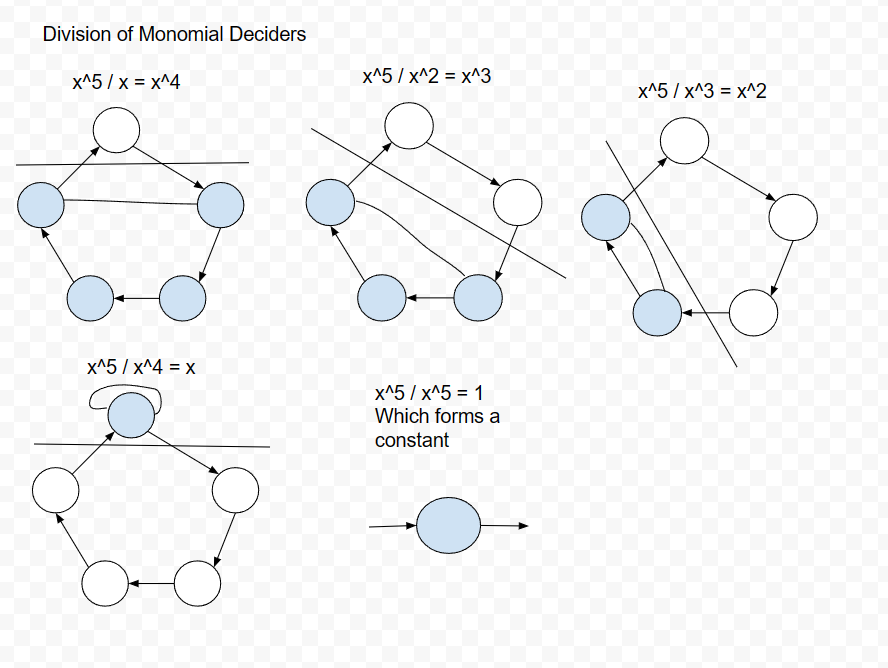 Division of Monomial Deciders
x^5 / x = x^4
x^5 / x^2 = x^3
x^5 / x^3 = x^2
x^5 / x^4 = x
x^5 / x^5 = 1
Which forms a
constant